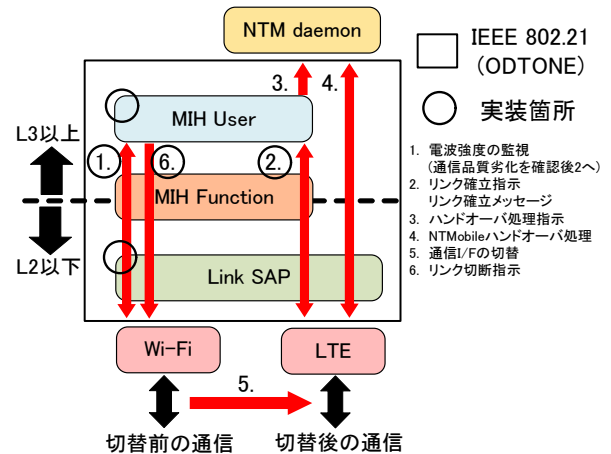 NTM daemon
IEEE 802.21
(ODTONE)
実装箇所
3.
4.
MIH User
L3以上
1.
6.
2.
MIH Function
L2以下
Link SAP
1. 電波強度の監視
(通信品質劣化を確認後2へ)
2. リンク確立指示
リンク確立メッセージ
3. ハンドオーバ処理指示
4. NTMobileハンドオーバ処理
5. 通信I/Fの切替
6. リンク切断指示
Wi-Fi
LTE
5.
切替前の通信
切替後の通信